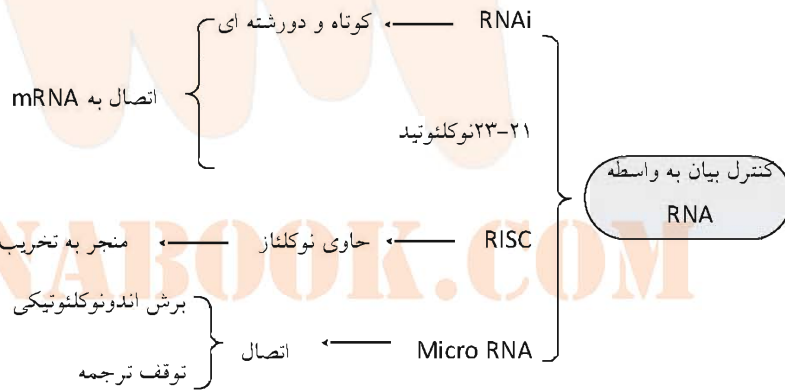 RNAi ← کوتاه و دورشته ای
اتصال به mRNA
۲۱-۲۳نوکلئوتید
کنترل بیان به واسطه
RNA
RISC ← حاوی نوکلئاز ← منجر به تخریب
NABOOK.COM
برش اندونوکلئوتیکی
Micro RNA ← اتصال
توقف ترجمه